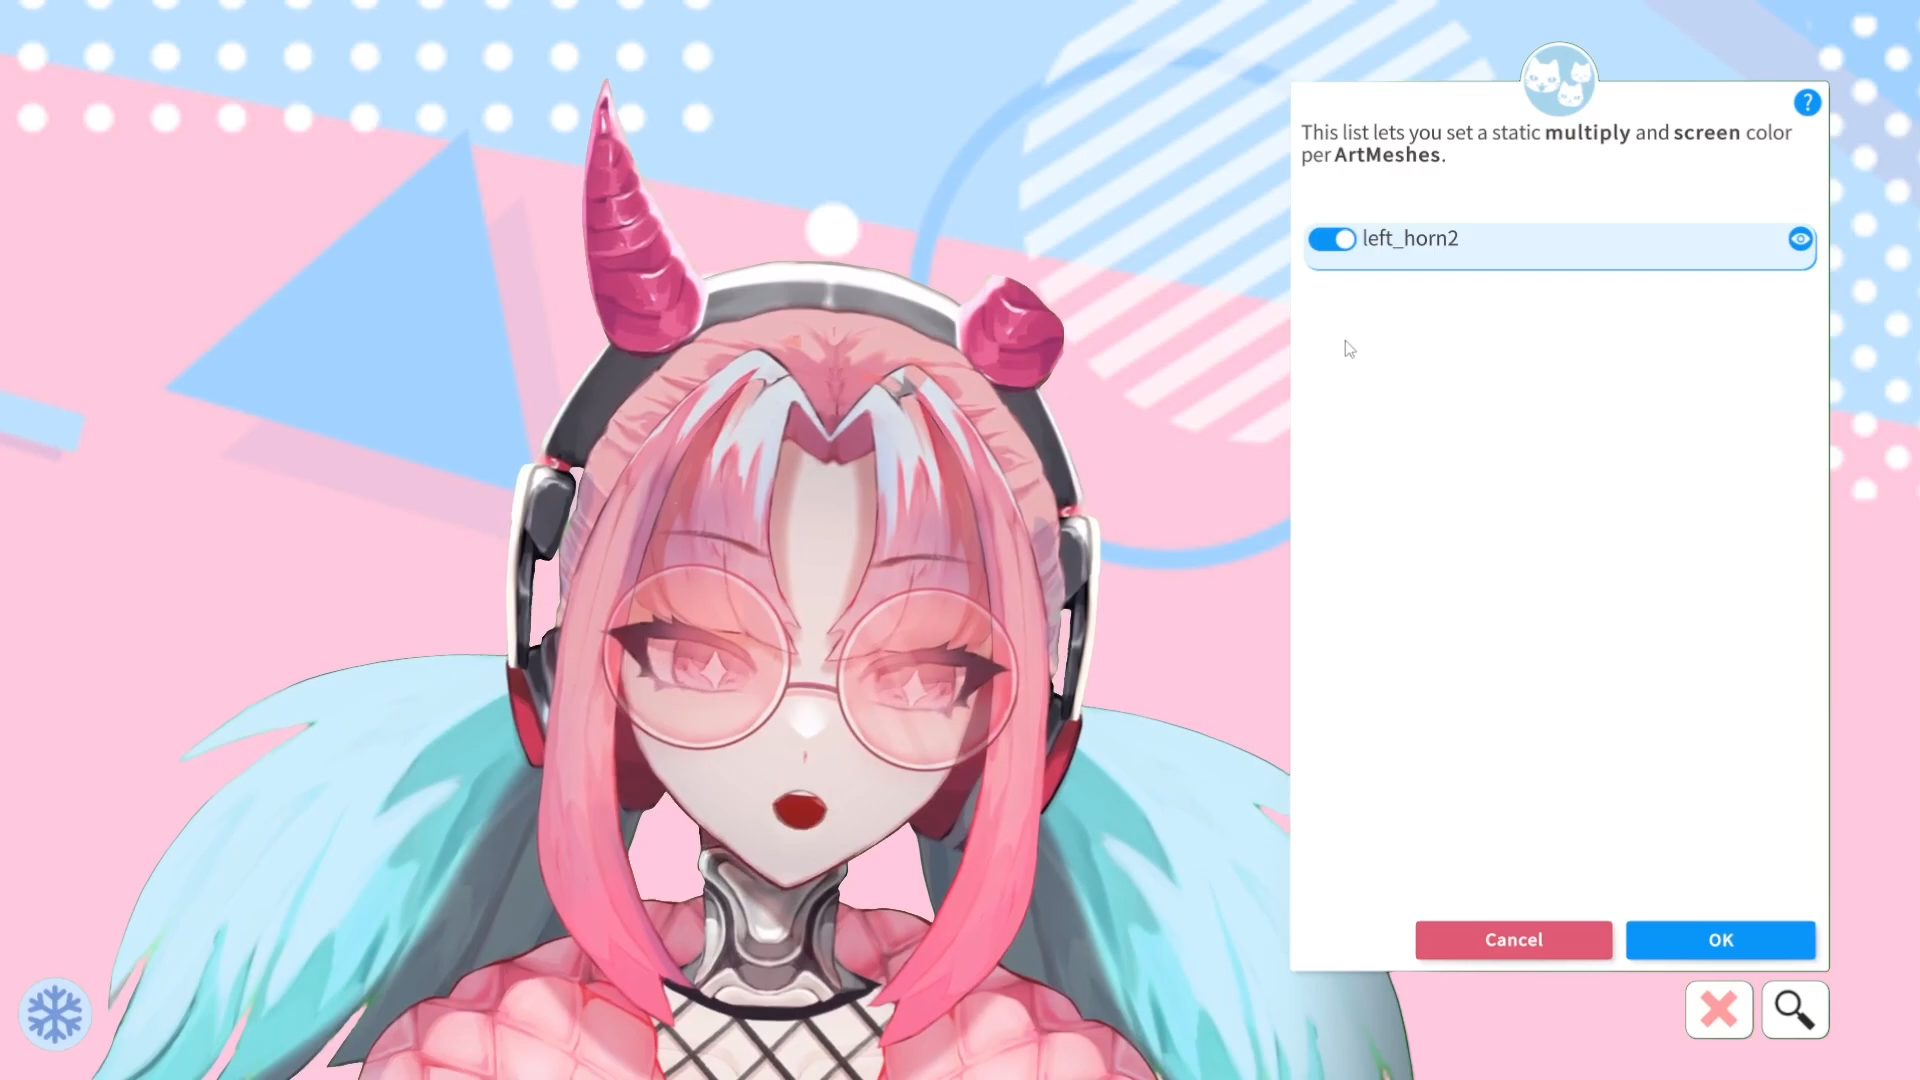 ?
This list lets you set a static multiply and screen color
per ArtMeshes.
left_horn2
Cancel
OK